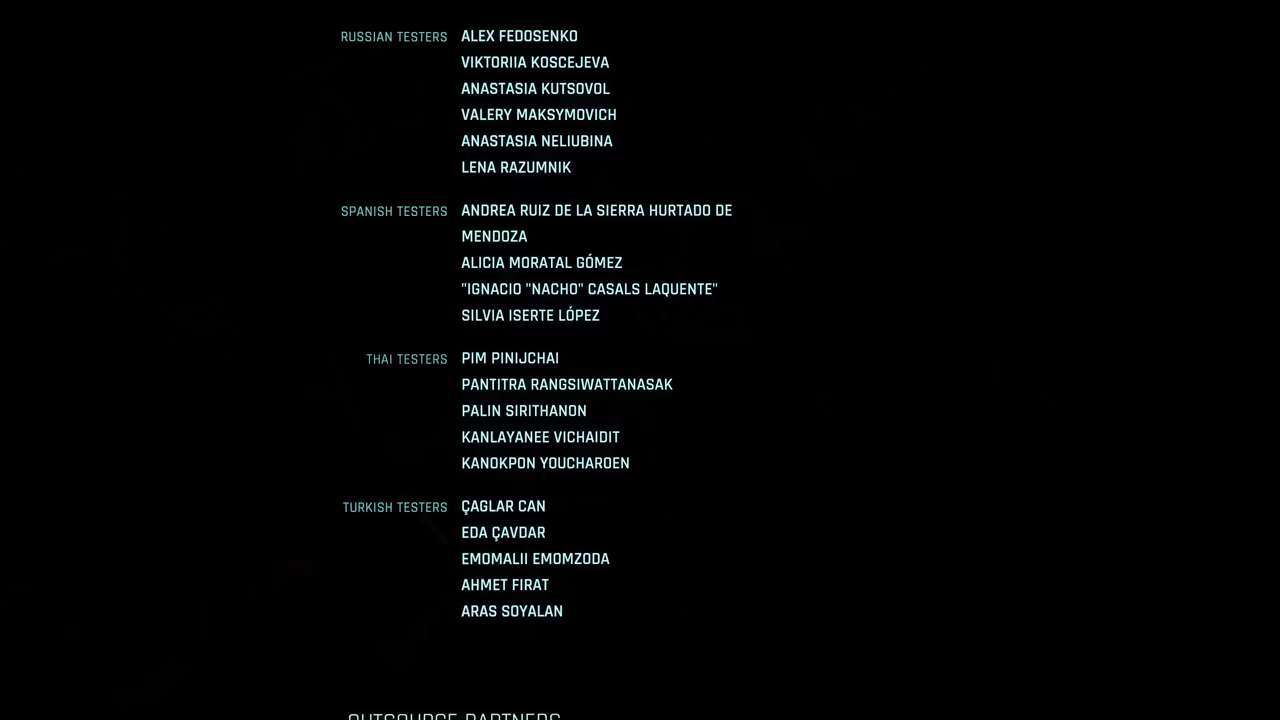 RUSSIAN TESTERS ALEX FEDOSENKO
VIKTORIIA KOSCEJEVA
ANASTASIA KUTSOVOL
VALERY MAKSYMOVICH
ANASTASIA NELIUBINA
LENA RAZUMNIK
SPANISH TESTERS ANDREA RUIZ DE LA SIERRA HURTADO DE
MENDOZA
ALICIA MORATAL GÓMEZ
"IGNACIO "NACHO" CASALS LAQUENTE"
SILVIA ISERTE LÓPEZ
THAI TESTERS PIM PINIJCHAI
PANTITRA RANGSIWATTANASAK
PALIN SIRITHANON
KANLAYANEE VICHAIDIT
KANOKPON YOUCHAROEN
TURKISH TESTERS ÇAGLAR CAN
EDA ÇAVDAR
EMOMALII EMOMZODA
AHMET FIRAT
ARAS SOYALAN
OUTSOURCE PARTNERS